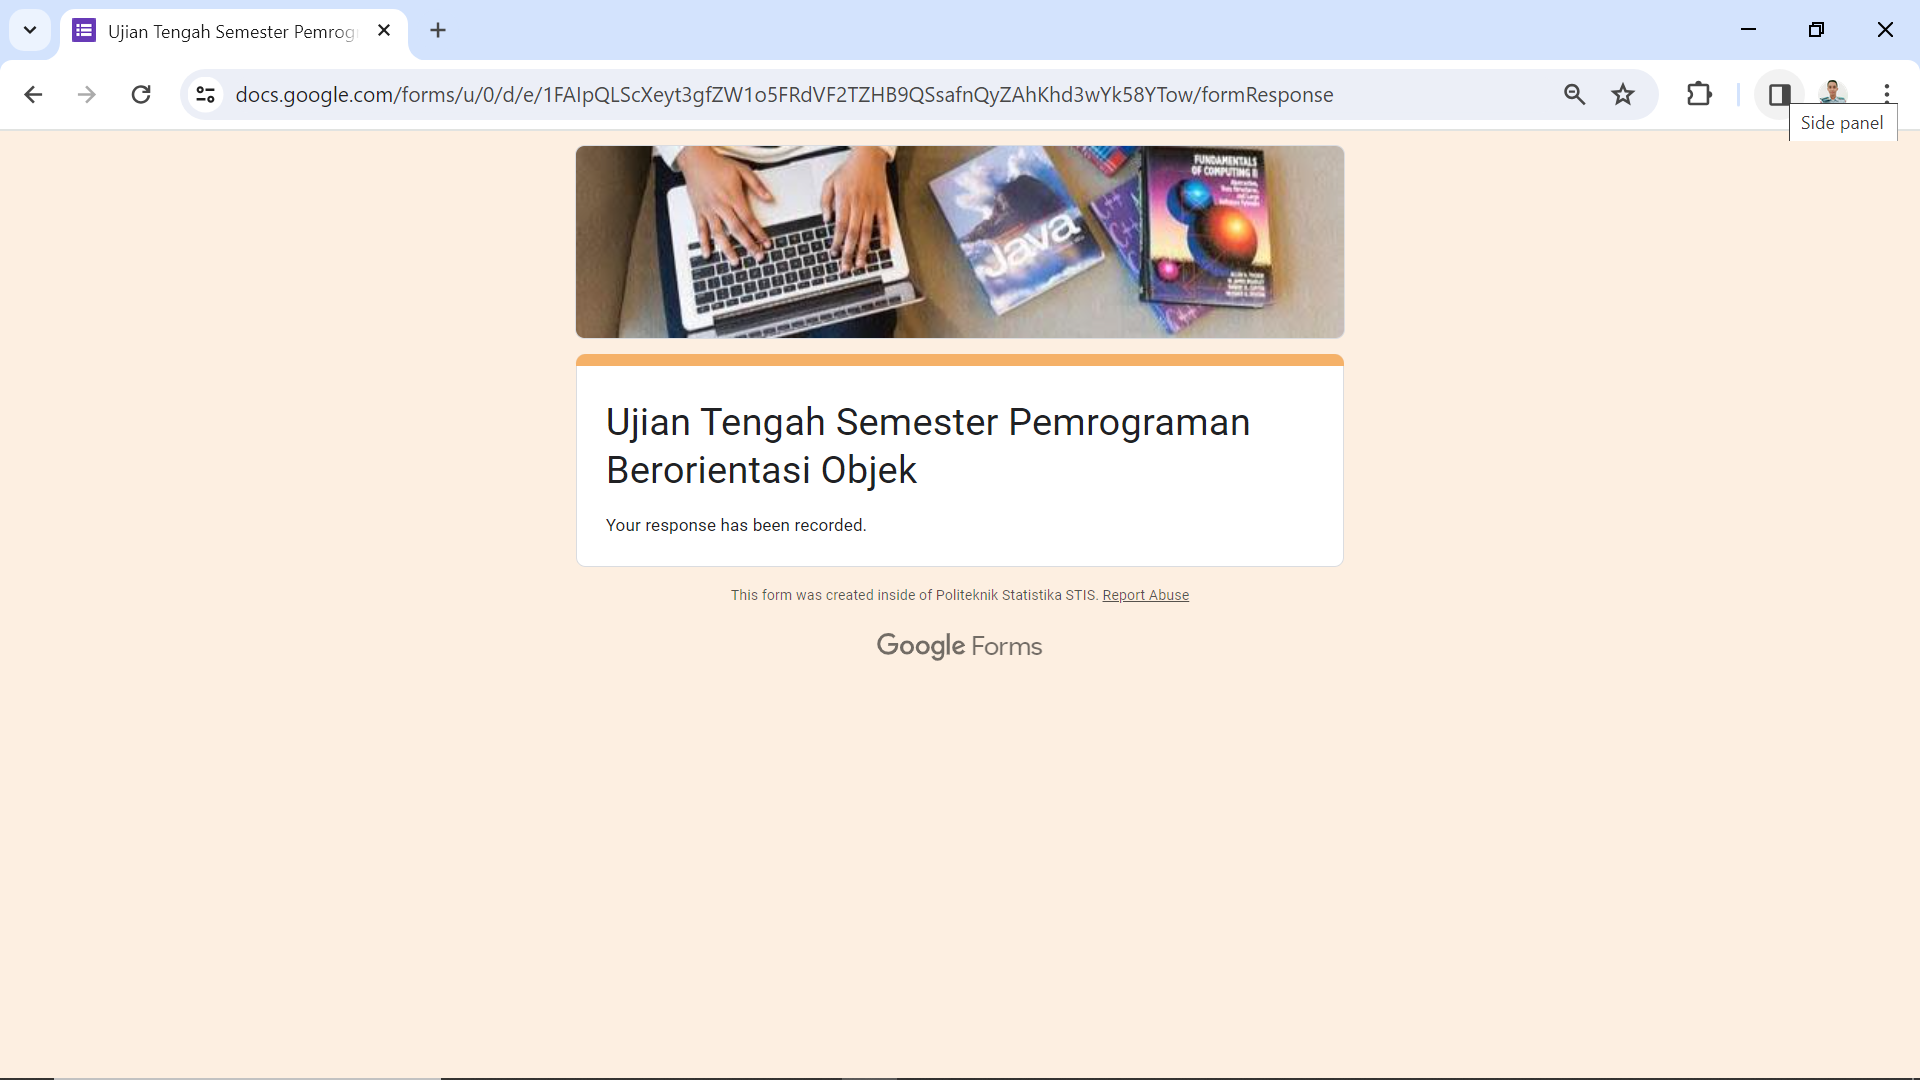 Ujian Tengah Semester Pemrog
docs.google.com/forms/u/0/d/e/1FAIpQLScXeyt3gfZW1o5FRdVF2TZHB9QSsafnQyZAhKhd3wYk58YTow/formResponse
Side panel
FUNDAMENTALS
OF COMPUTING II
Java
C++
Ujian Tengah Semester Pemrograman
Berorientasi Objek
Your response has been recorded.
This form was created inside of Politeknik Statistika STIS. Report Abuse
Google Forms